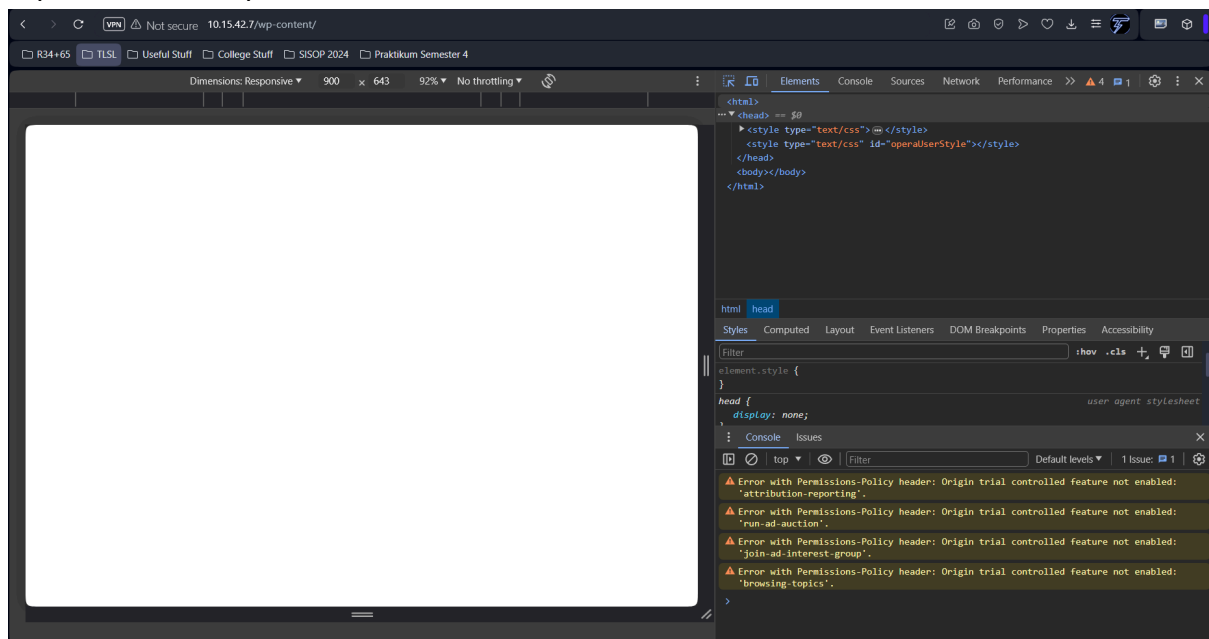 VPN Not secure 10.15.42.7/wp-content/
R34+65 TLSL Useful Stuff College Stuff SISOP 2024 Praktikum Semester 4
Dimensions: Responsive ▼ 900 x 643 92% ▼ No throttling ▼
Elements Console Sources Network Performance >> 4 1
<html>
··· ▼ <head> == $0
▶ <style type="text/css"> ··· </style>
<style type="text/css" id="operaUserStyle"></style>
</head>
<body></body>
</html>
html head
Styles Computed Layout Event Listeners DOM Breakpoints Properties Accessibility
Filter :hov .cls
element.style {
}
head { user agent stylesheet
display: none;
}
Console Issues
top ▼ Filter Default levels ▼ 1 Issue: 1
Error with Permissions-Policy header: Origin trial controlled feature not enabled:
'attribution-reporting'.
Error with Permissions-Policy header: Origin trial controlled feature not enabled:
'run-ad-auction'.
Error with Permissions-Policy header: Origin trial controlled feature not enabled:
'join-ad-interest-group'.
Error with Permissions-Policy header: Origin trial controlled feature not enabled:
'browsing-topics'.
>